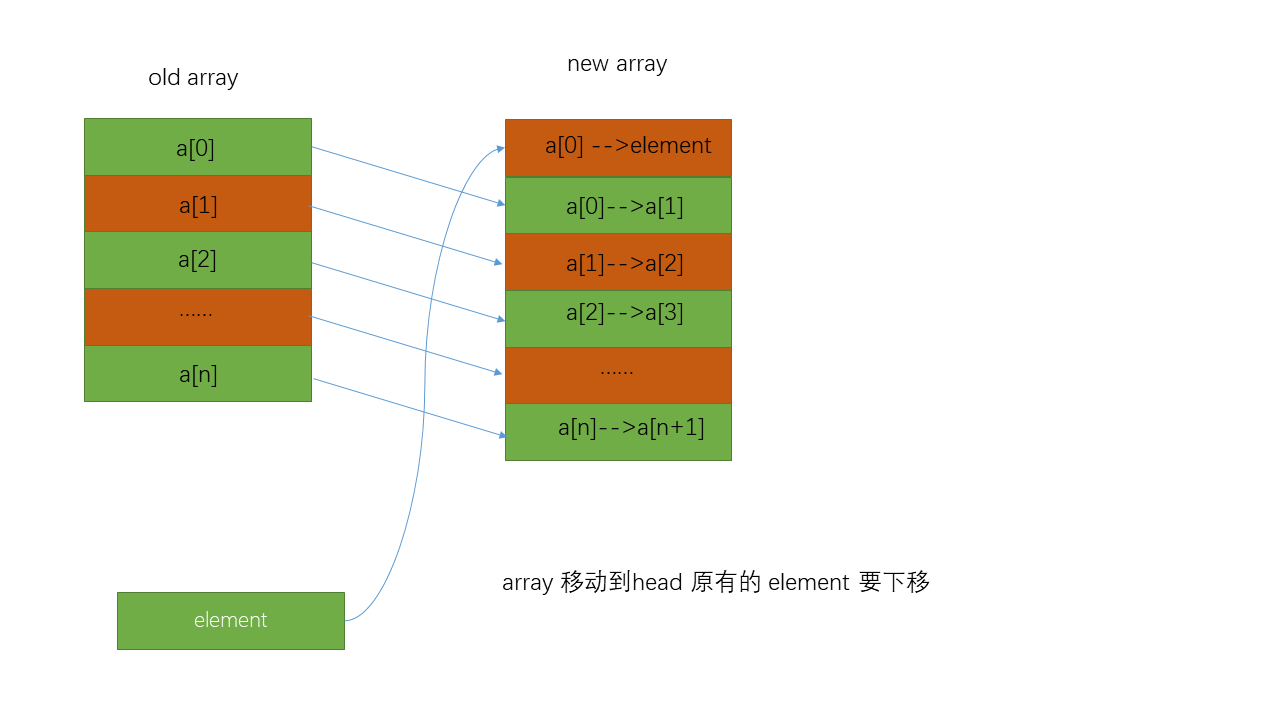 old array
a[0]
a[1]
a[2]
......
a[n]
new array
a[0] -->element
a[0]-->a[1]
a[1]-->a[2]
a[2]-->a[3]
......
a[n]-->a[n+1]
element
array 移动到head 原有的 element 要下移